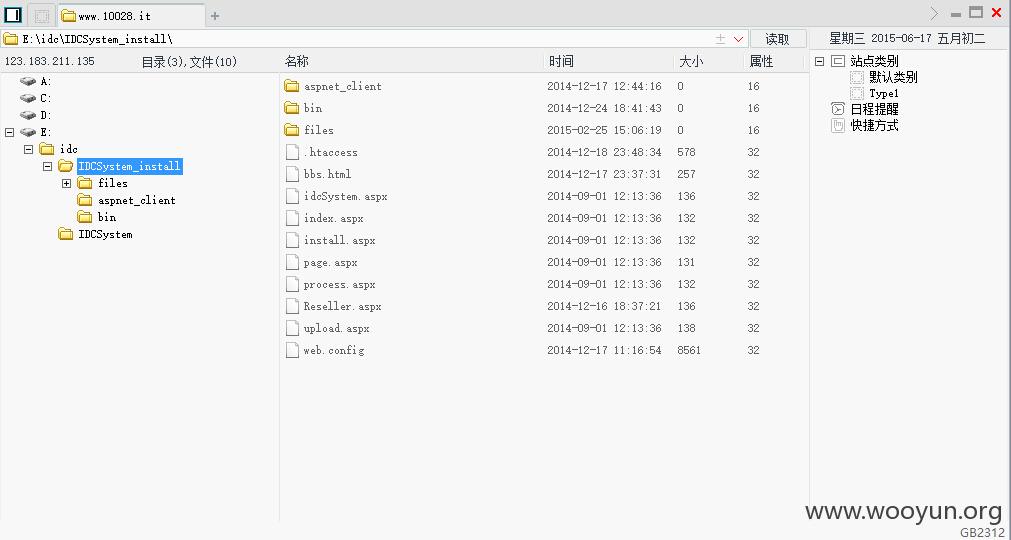 www.10028.it
E:\idc\IDCSystem_install\
读取
星期三 2015-06-17 五月初二
123.183.211.135 目录(3),文件(10)
名称 时间 大小 属性
A:
C:
D:
E:
idc
IDCSystem_install
files
aspnet_client
bin
IDCSystem
aspnet_client 2014-12-17 12:44:16 0 16
bin 2014-12-24 18:41:43 0 16
files 2015-02-25 15:06:19 0 16
.htaccess 2014-12-18 23:48:34 578 32
bbs.html 2014-12-17 23:37:31 257 32
idcSystem.aspx 2014-09-01 12:13:36 136 32
index.aspx 2014-09-01 12:13:36 132 32
install.aspx 2014-09-01 12:13:36 132 32
page.aspx 2014-09-01 12:13:36 131 32
process.aspx 2014-09-01 12:13:36 132 32
Reseller.aspx 2014-12-16 18:37:21 136 32
upload.aspx 2014-09-01 12:13:36 138 32
web.config 2014-12-17 11:16:54 8561 32
站点类别
默认类别
Type1
日程提醒
快捷方式
www.wooyun.org
GB2312